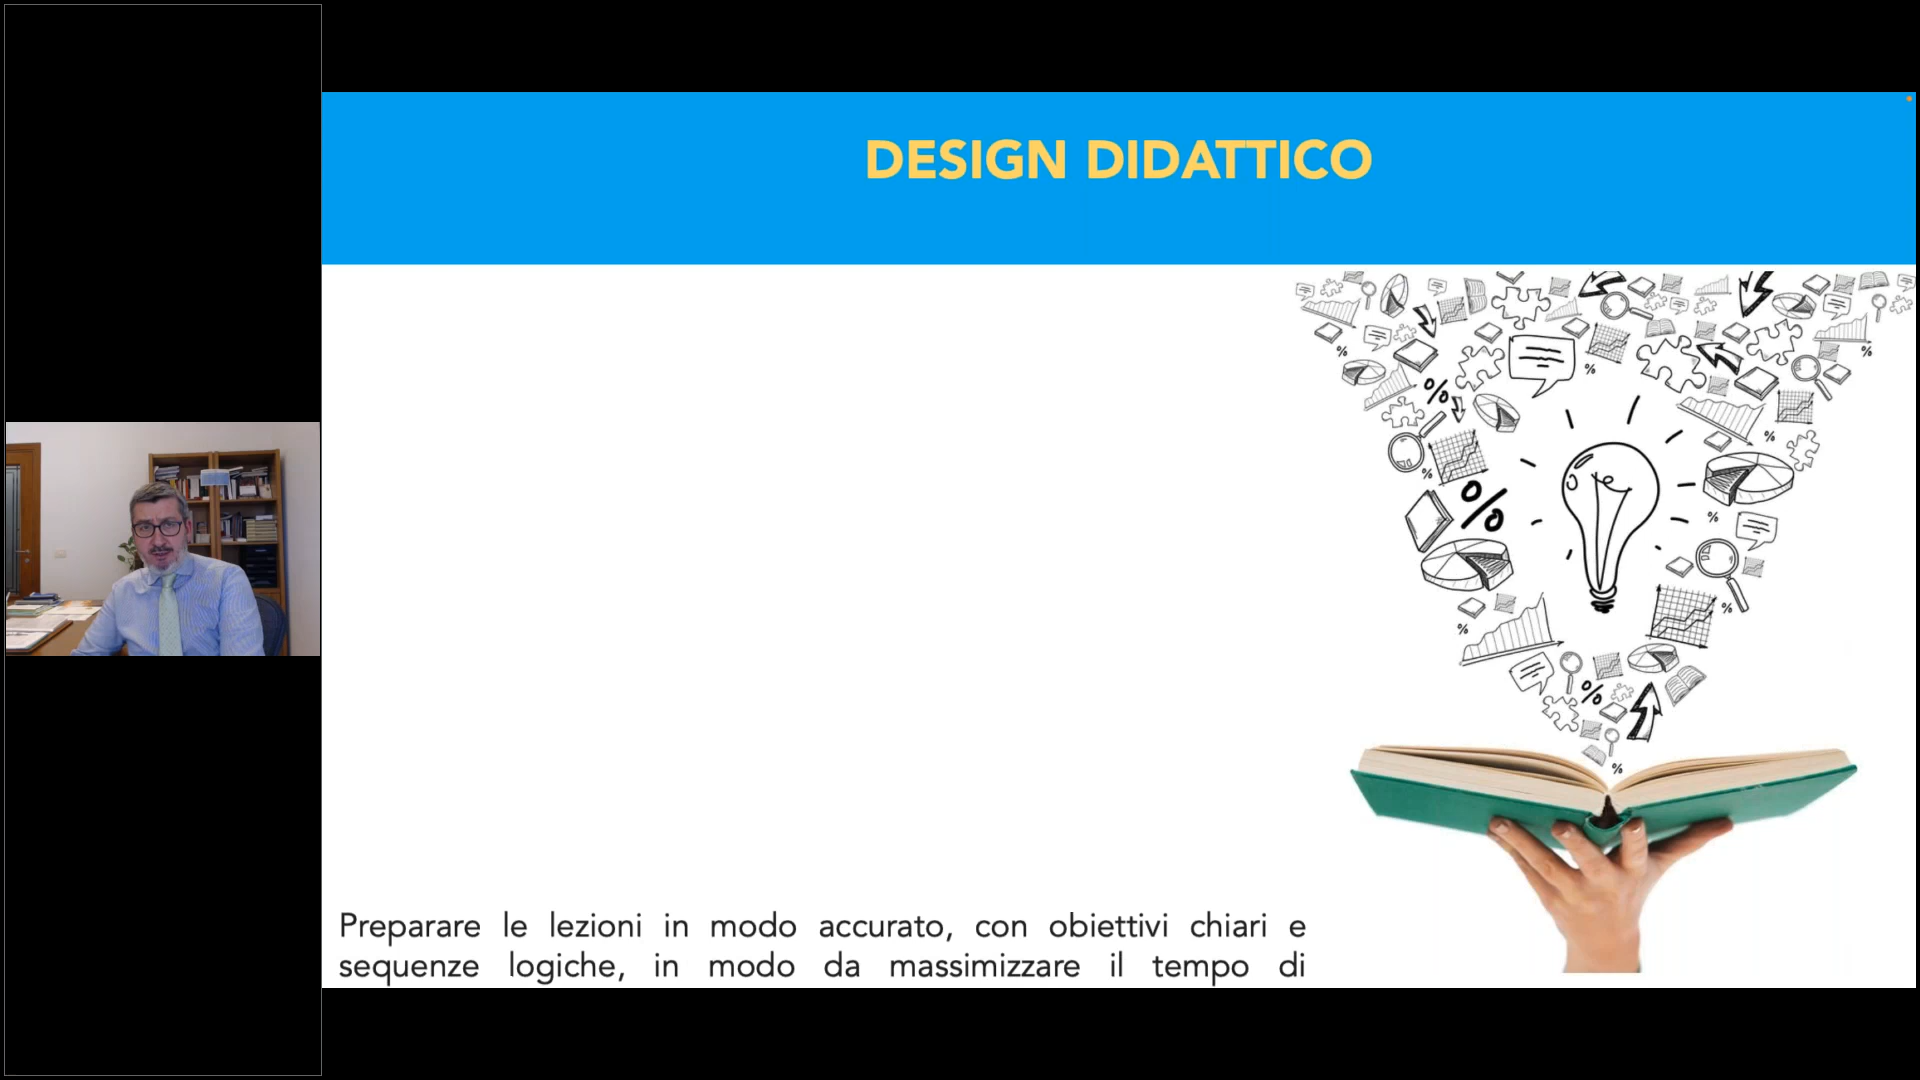 DESIGN DIDATTICO
Preparare le lezioni in modo accurato, con obiettivi chiari e
sequenze logiche, in modo da massimizzare il tempo di